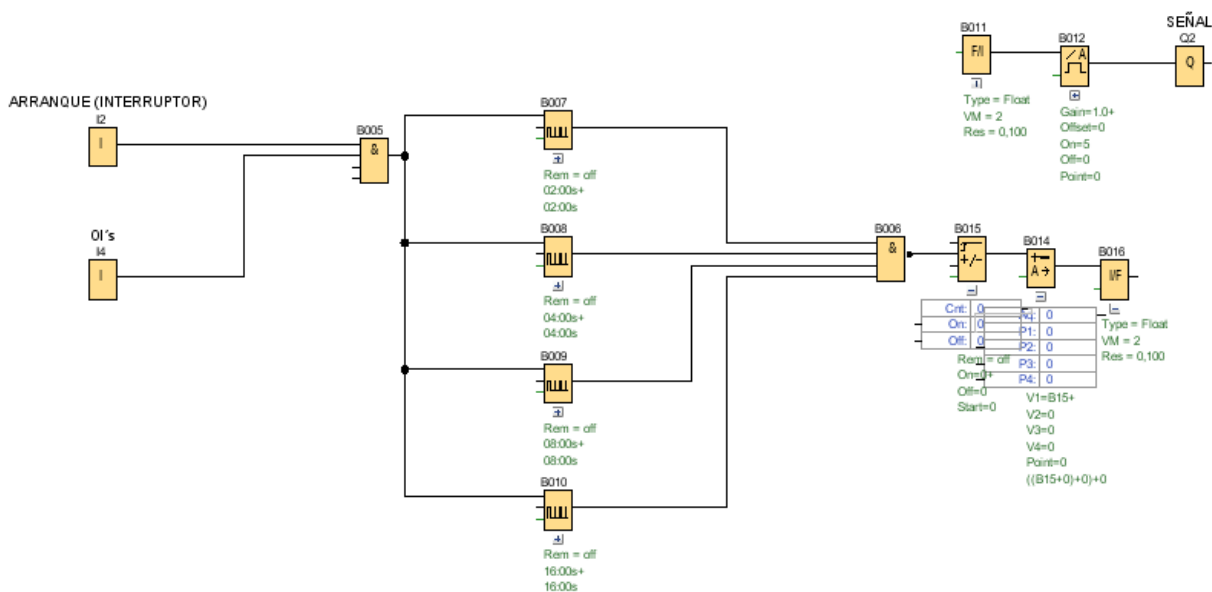 ARRANQUE (INTERRUPTOR)
I2
I
OI's
I4
I
B005
&
B007
Rem = off
02:00s+
02:00s
B008
Rem = off
04:00s+
04:00s
B009
Rem = off
08:00s+
08:00s
B010
Rem = off
16:00s+
16:00s
B006
&
B015
+/-
Cnt: 0
On: 0
Off: 0
Rem = off
On=0+
Off=0
Start=0
B014
A→
Aq: 0
P1: 0
P2: 0
P3: 0
P4: 0
V1=B15+
V2=0
V3=0
V4=0
Point=0
((B15+0)+0)+0
B016
I/F
Type = Float
VM = 2
Res = 0,100
B011
F/I
Type = Float
VM = 2
Res = 0,100
B012
/A
Gain=1.0+
Offset=0
On=5
Off=0
Point=0
SEÑAL
Q2
Q